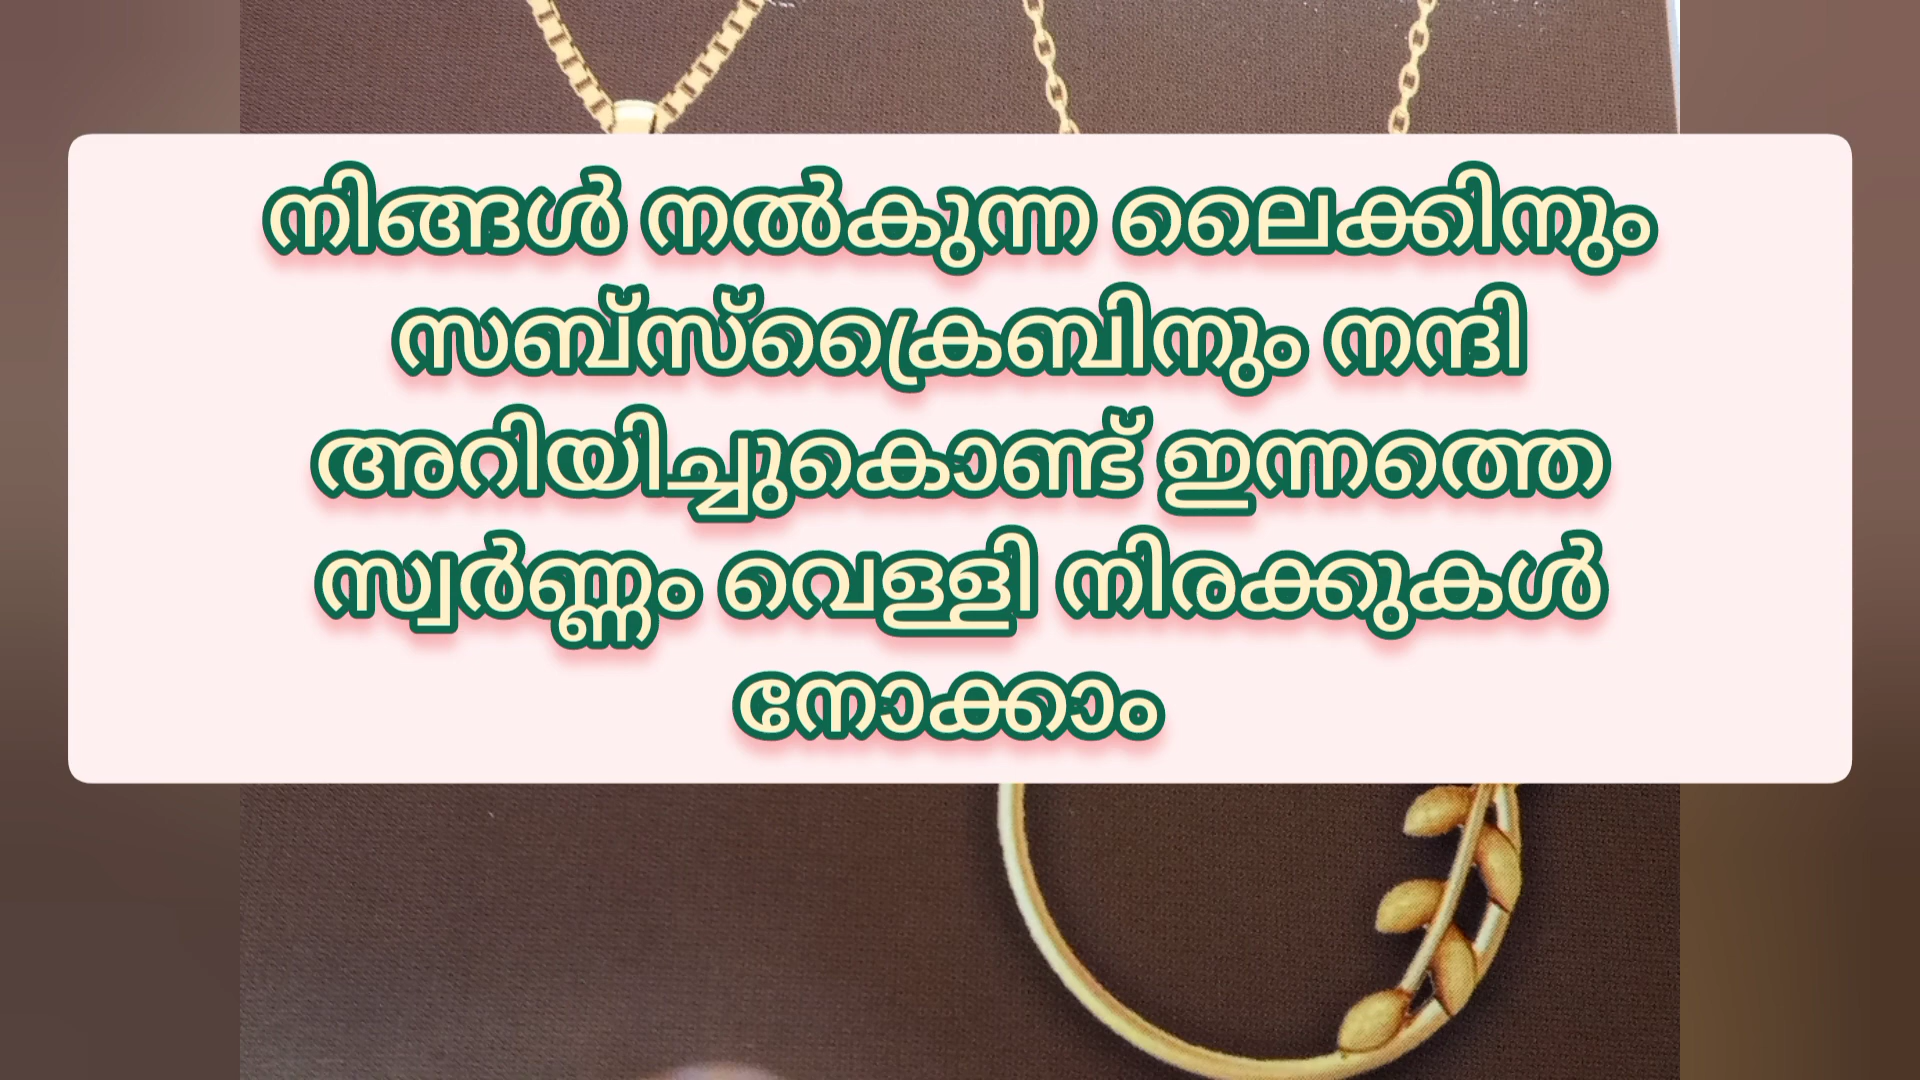 നിങ്ങൾ നൽകുന്ന ലൈക്കിനും
സബ്സ്ക്രൈബിനും നന്ദി
അറിയിച്ചുകൊണ്ട് ഇന്നത്തെ
സ്വർണ്ണം വെള്ളി നിരക്കുകൾ
നോക്കാം